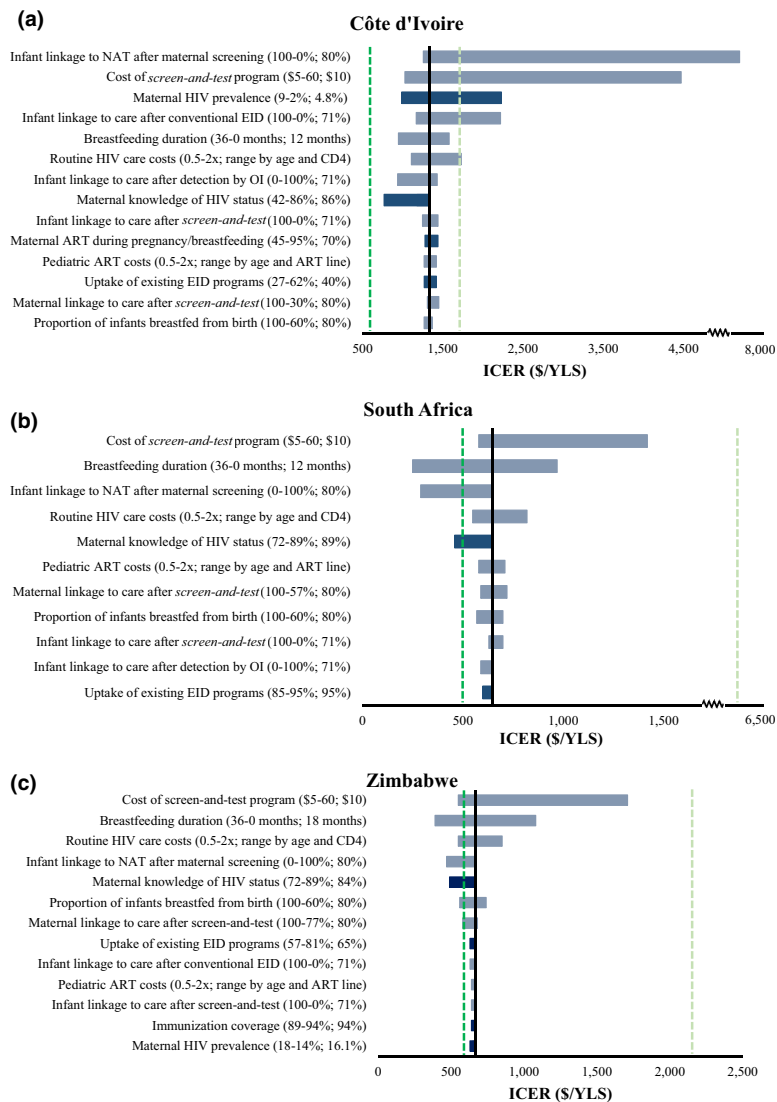 (a)
Côte d'Ivoire
Infant linkage to NAT after maternal screening (100-0%; 80%)
Cost of screen-and-test program ($5-60; $10)
Maternal HIV prevalence (9-2%; 4.8%)
Infant linkage to care after conventional EID (100-0%; 71%)
Breastfeeding duration (36-0 months; 12 months)
Routine HIV care costs (0.5-2x; range by age and CD4)
Infant linkage to care after detection by OI (0-100%; 71%)
Maternal knowledge of HIV status (42-86%; 86%)
Infant linkage to care after screen-and-test (100-0%; 71%)
Maternal ART during pregnancy/breastfeeding (45-95%; 70%)
Pediatric ART costs (0.5-2x; range by age and ART line)
Uptake of existing EID programs (27-62%; 40%)
Maternal linkage to care after screen-and-test (100-30%; 80%)
Proportion of infants breastfed from birth (100-60%; 80%)
500 1,500 2,500 3,500 4,500 8,000
ICER ($/YLS)
(b)
South Africa
Cost of screen-and-test program ($5-60; $10)
Breastfeeding duration (36-0 months; 12 months)
Infant linkage to NAT after maternal screening (0-100%; 80%)
Routine HIV care costs (0.5-2x; range by age and CD4)
Maternal knowledge of HIV status (72-89%; 89%)
Pediatric ART costs (0.5-2x; range by age and ART line)
Maternal linkage to care after screen-and-test (100-57%; 80%)
Proportion of infants breastfed from birth (100-60%; 80%)
Infant linkage to care after screen-and-test (100-0%; 71%)
Infant linkage to care after detection by OI (0-100%; 71%)
Uptake of existing EID programs (85-95%; 95%)
0 500 1,000 1,500 6,500
ICER ($/YLS)
(c)
Zimbabwe
Cost of screen-and-test program ($5-60; $10)
Breastfeeding duration (36-0 months; 18 months)
Routine HIV care costs (0.5-2x; range by age and CD4)
Infant linkage to NAT after maternal screening (0-100%; 80%)
Maternal knowledge of HIV status (72-89%; 84%)
Proportion of infants breastfed from birth (100-60%; 80%)
Maternal linkage to care after screen-and-test (100-77%; 80%)
Uptake of existing EID programs (57-81%; 65%)
Infant linkage to care after conventional EID (100-0%; 71%)
Pediatric ART costs (0.5-2x; range by age and ART line)
Infant linkage to care after screen-and-test (100-0%; 71%)
Immunization coverage (89-94%; 94%)
Maternal HIV prevalence (18-14%; 16.1%)
0 500 1,000 1,500 2,000 2,500
ICER ($/YLS)